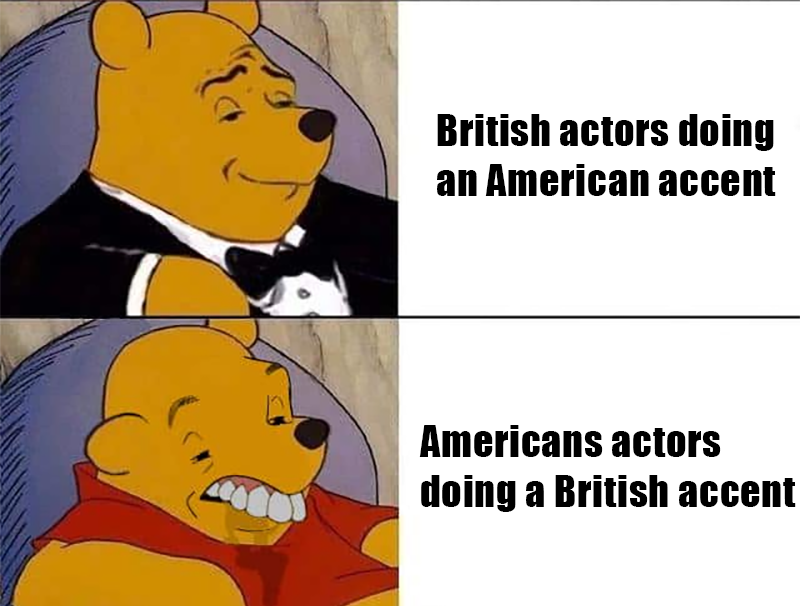 British actors doing
an American accent
Americans actors
doing a British accent